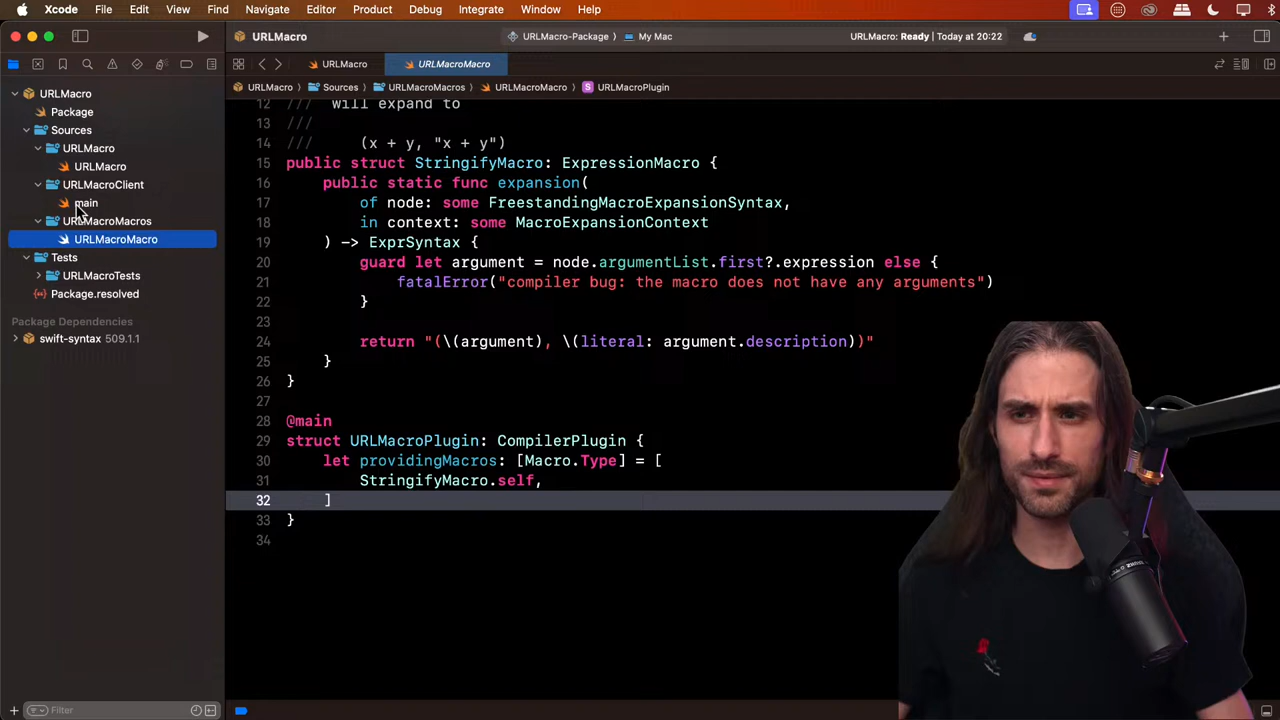 Xcode File Edit View Find Navigate Editor Product Debug Integrate Window Help
URLMacro
URLMacro-Package › My Mac
URLMacro: Ready | Today at 20:22
URLMacro
URLMacroMacro
URLMacro › Sources › URLMacroMacros › URLMacroMacro › URLMacroPlugin
URLMacro
Package
Sources
URLMacro
URLMacro
URLMacroClient
main
URLMacroMacros
URLMacroMacro
Tests
URLMacroTests
Package.resolved
Package Dependencies
swift-syntax 509.1.1
Filter
12 /// will expand to
13 ///
14 /// (x + y, "x + y")
15 public struct StringifyMacro: ExpressionMacro {
16 public static func expansion(
17 of node: some FreestandingMacroExpansionSyntax,
18 in context: some MacroExpansionContext
19 ) -> ExprSyntax {
20 guard let argument = node.argumentList.first?.expression else {
21 fatalError("compiler bug: the macro does not have any arguments")
22 }
23
24 return "(\(argument), \(literal: argument.description))"
25 }
26 }
27
28 @main
29 struct URLMacroPlugin: CompilerPlugin {
30 let providingMacros: [Macro.Type] = [
31 StringifyMacro.self,
32 ]
33 }
34